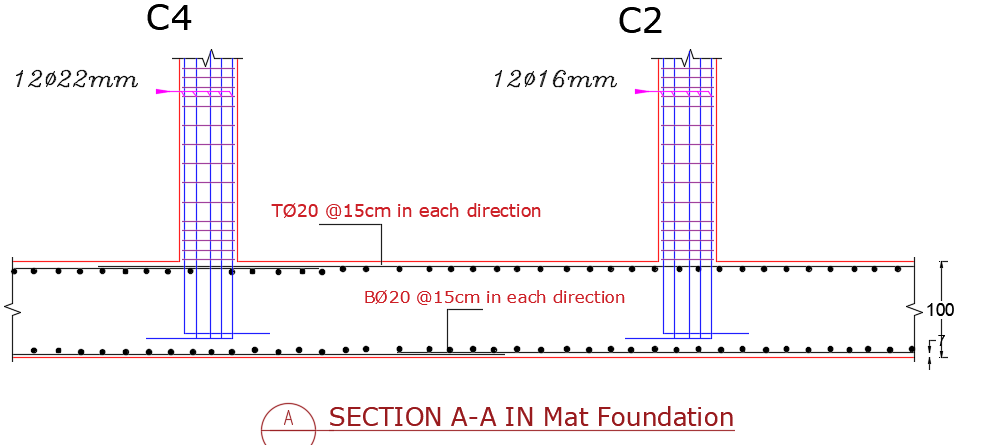 C4
C2
12Ø22mm
12Ø16mm
TØ20 @15cm in each direction
BØ20 @15cm in each direction
100
A
SECTION A-A IN Mat Foundation